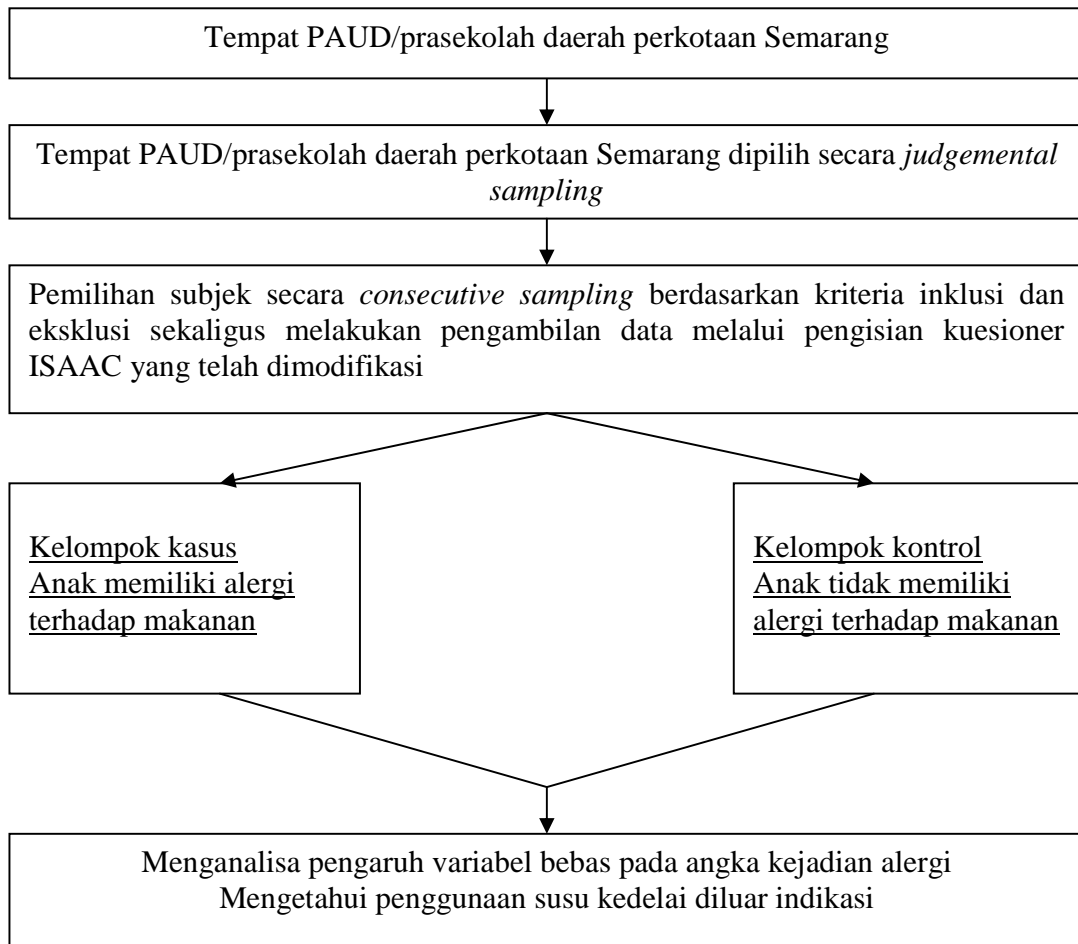 Tempat PAUD/prasekolah daerah perkotaan Semarang
Tempat PAUD/prasekolah daerah perkotaan Semarang dipilih secara judgemental
sampling
Pemilihan subjek secara consecutive sampling berdasarkan kriteria inklusi dan
eksklusi sekaligus melakukan pengambilan data melalui pengisian kuesioner
ISAAC yang telah dimodifikasi
Kelompok kasus
Anak memiliki alergi
terhadap makanan
Kelompok kontrol
Anak tidak memiliki
alergi terhadap makanan
Menganalisa pengaruh variabel bebas pada angka kejadian alergi
Mengetahui penggunaan susu kedelai diluar indikasi